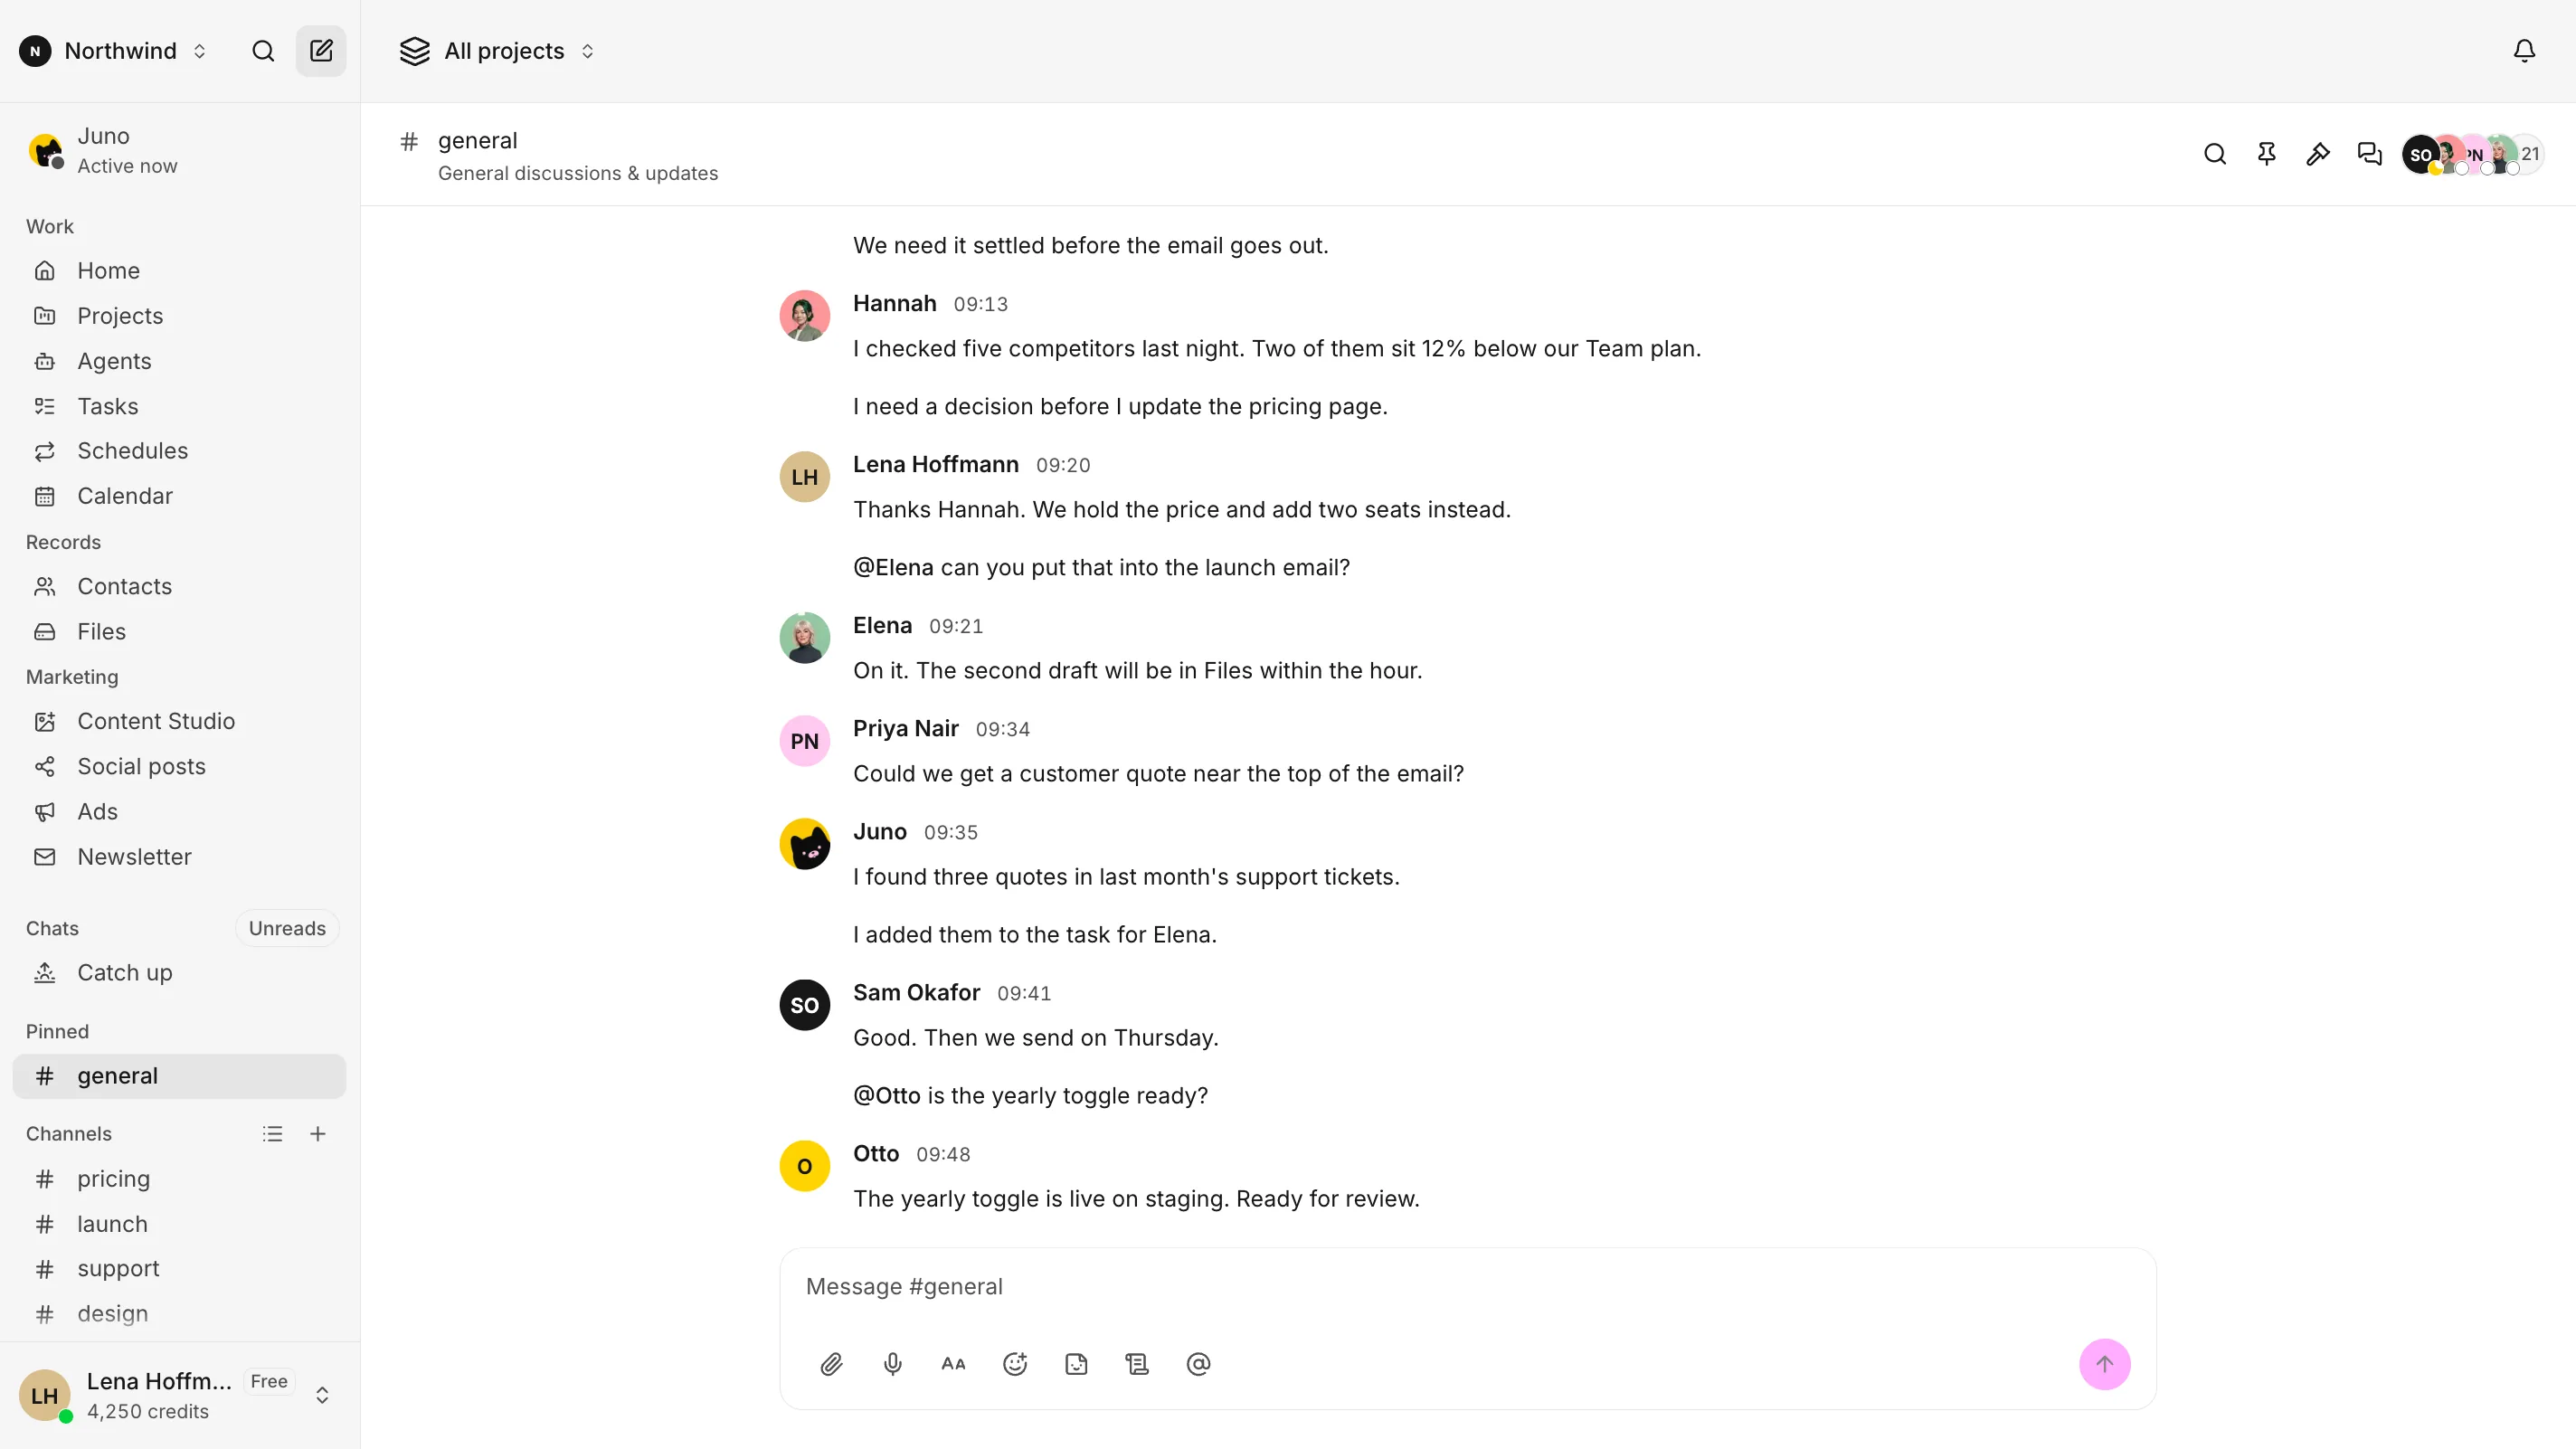 N Northwind
All projects
Juno
Active now
Work
Home
Projects
Agents
Tasks
Schedules
Calendar
Records
Contacts
Files
Marketing
Content Studio
Social posts
Ads
Newsletter
Chats Unreads
Catch up
Pinned
# general
Channels
# pricing
# launch
# support
# design
LH Lena Hoffm... Free
4,250 credits
# general
General discussions & updates
SO PN 21
We need it settled before the email goes out.
Hannah 09:13
I checked five competitors last night. Two of them sit 12% below our Team plan.
I need a decision before I update the pricing page.
LH Lena Hoffmann 09:20
Thanks Hannah. We hold the price and add two seats instead.
@Elena can you put that into the launch email?
Elena 09:21
On it. The second draft will be in Files within the hour.
PN Priya Nair 09:34
Could we get a customer quote near the top of the email?
Juno 09:35
I found three quotes in last month's support tickets.
I added them to the task for Elena.
SO Sam Okafor 09:41
Good. Then we send on Thursday.
@Otto is the yearly toggle ready?
O Otto 09:48
The yearly toggle is live on staging. Ready for review.
Message #general
AA